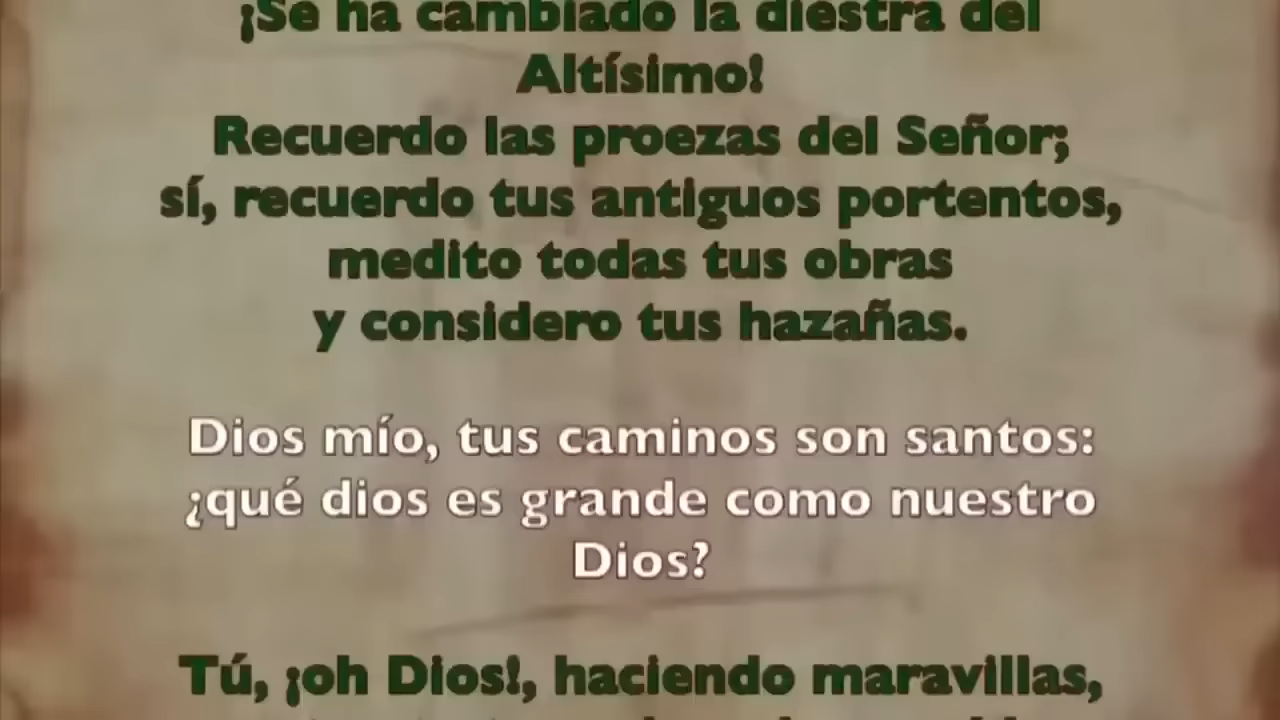 ¡Se ha cambiado la diestra del
Altísimo!
Recuerdo las proezas del Señor;
sí, recuerdo tus antiguos portentos,
medito todas tus obras
y considero tus hazañas.
Dios mío, tus caminos son santos:
¿qué dios es grande como nuestro
Dios?
Tú, ¡oh Dios!, haciendo maravillas,